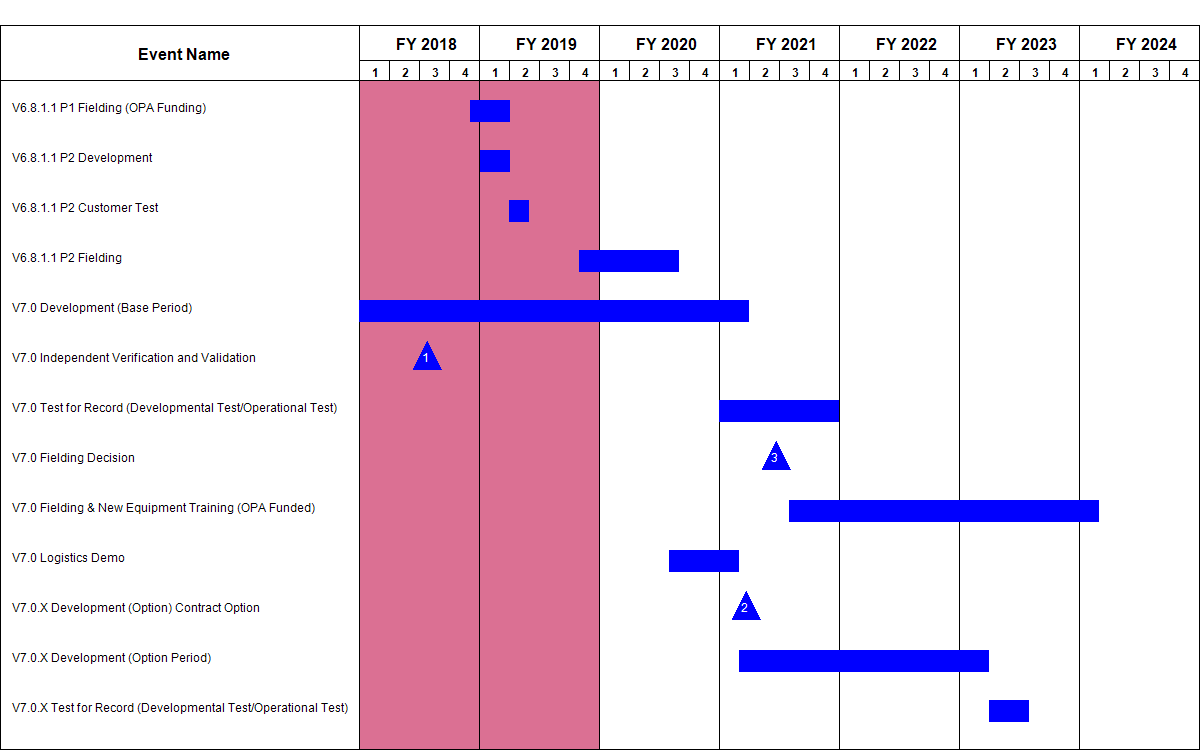 Event Name FY 2018 FY 2019 FY 2020 FY 2021 FY 2022 FY 2023 FY 2024
1 2 3 4 1 2 3 4 1 2 3 4 1 2 3 4 1 2 3 4 1 2 3 4 1 2 3 4
V6.8.1.1 P1 Fielding (OPA Funding)
V6.8.1.1 P2 Development
V6.8.1.1 P2 Customer Test
V6.8.1.1 P2 Fielding
V7.0 Development (Base Period)
V7.0 Independent Verification and Validation 1
V7.0 Test for Record (Developmental Test/Operational Test)
V7.0 Fielding Decision 3
V7.0 Fielding & New Equipment Training (OPA Funded)
V7.0 Logistics Demo
V7.0.X Development (Option) Contract Option 2
V7.0.X Development (Option Period)
V7.0.X Test for Record (Developmental Test/Operational Test)